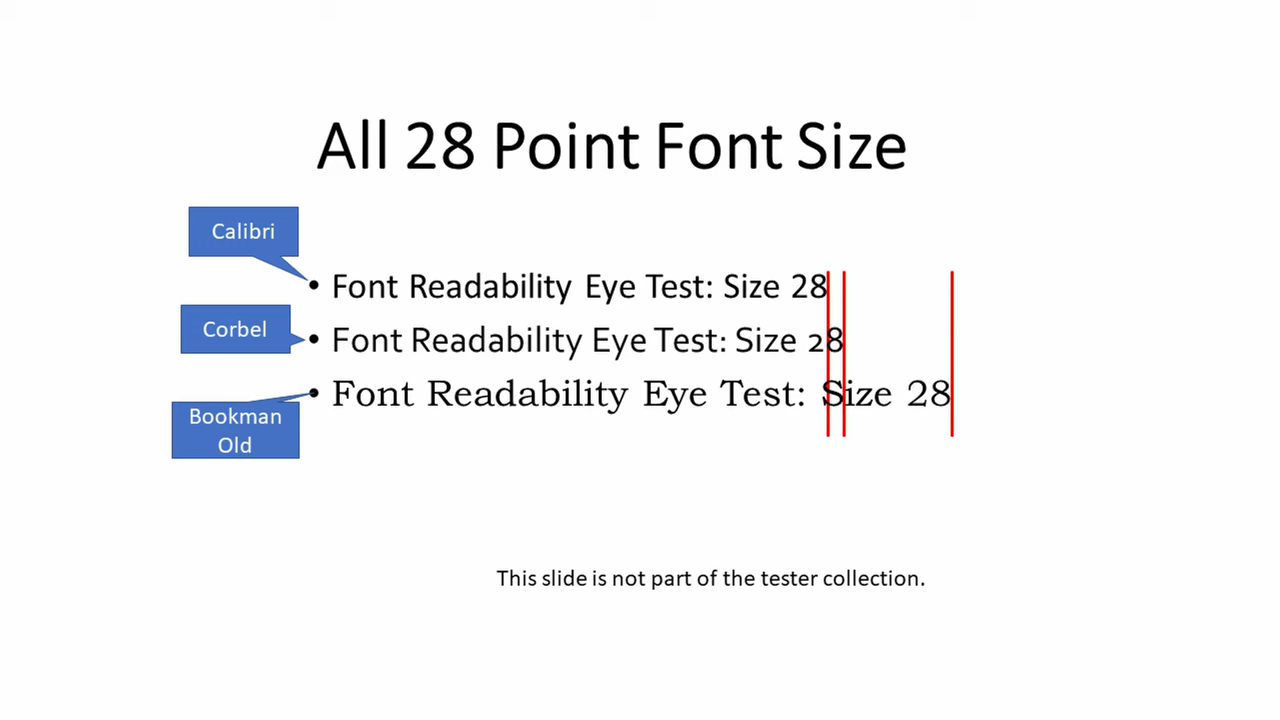 All 28 Point Font Size
Calibri
• Font Readability Eye Test: Size 28
Corbel
• Font Readability Eye Test: Size 28
• Font Readability Eye Test: Size 28
Bookman
Old
This slide is not part of the tester collection.